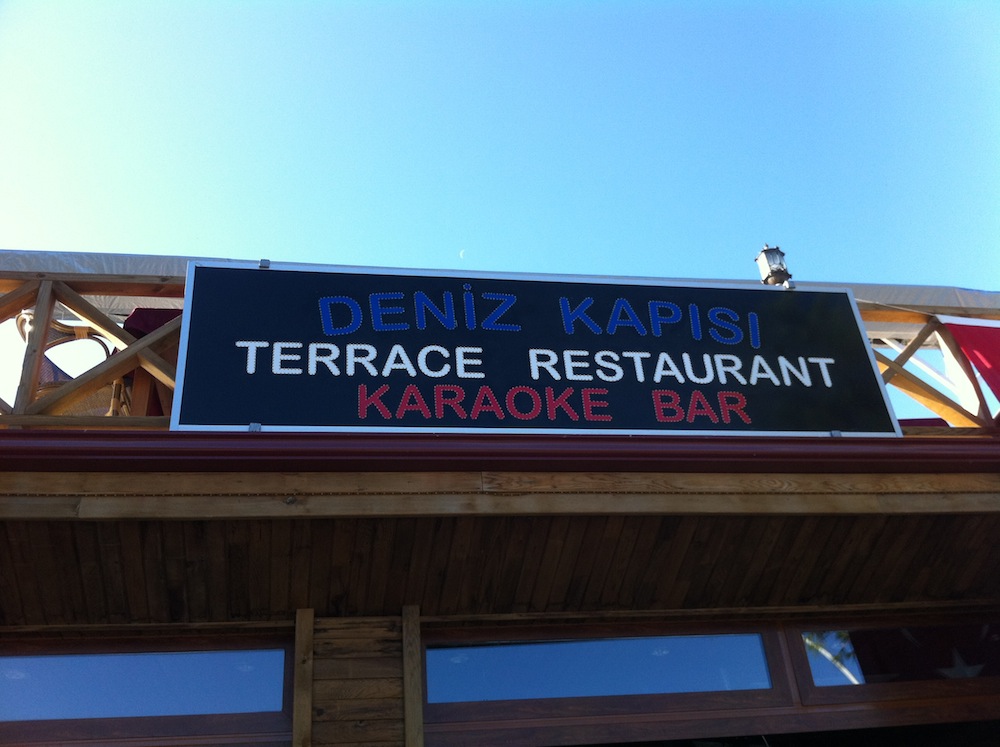 DENİZ KAPISI
TERRACE RESTAURANT
KARAOKE BAR